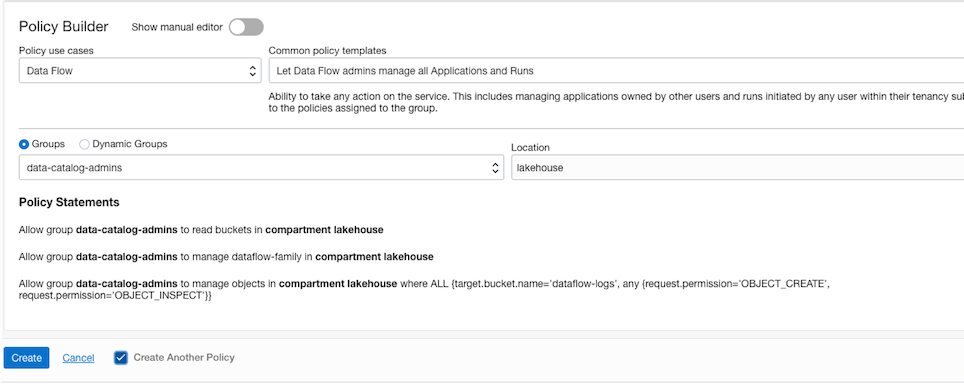 Policy Builder Show manual editor
Policy use cases Common policy templates
Data Flow Let Data Flow admins manage all Applications and Runs
Ability to take any action on the service. This includes managing applications owned by other users and runs initiated by any user within their tenancy sub
to the policies assigned to the group.
Groups Dynamic Groups
Location
data-catalog-admins lakehouse
Policy Statements
Allow group data-catalog-admins to read buckets in compartment lakehouse
Allow group data-catalog-admins to manage dataflow-family in compartment lakehouse
Allow group data-catalog-admins to manage objects in compartment lakehouse where ALL {target.bucket.name='dataflow-logs', any {request.permission='OBJECT_CREATE',
request.permission='OBJECT_INSPECT'}}
Create Cancel Create Another Policy